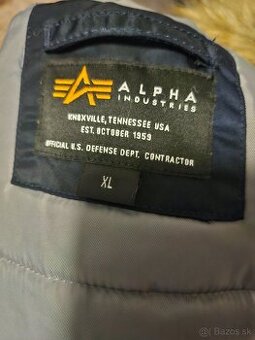 ALPHA
INDUSTRIES
KNOXVILLE, TENNESSEE USA
EST. OCTOBER 1959
OFFICIAL U.S. DEFENSE DEPT. CONTRACTOR
XL
Bazos.sk